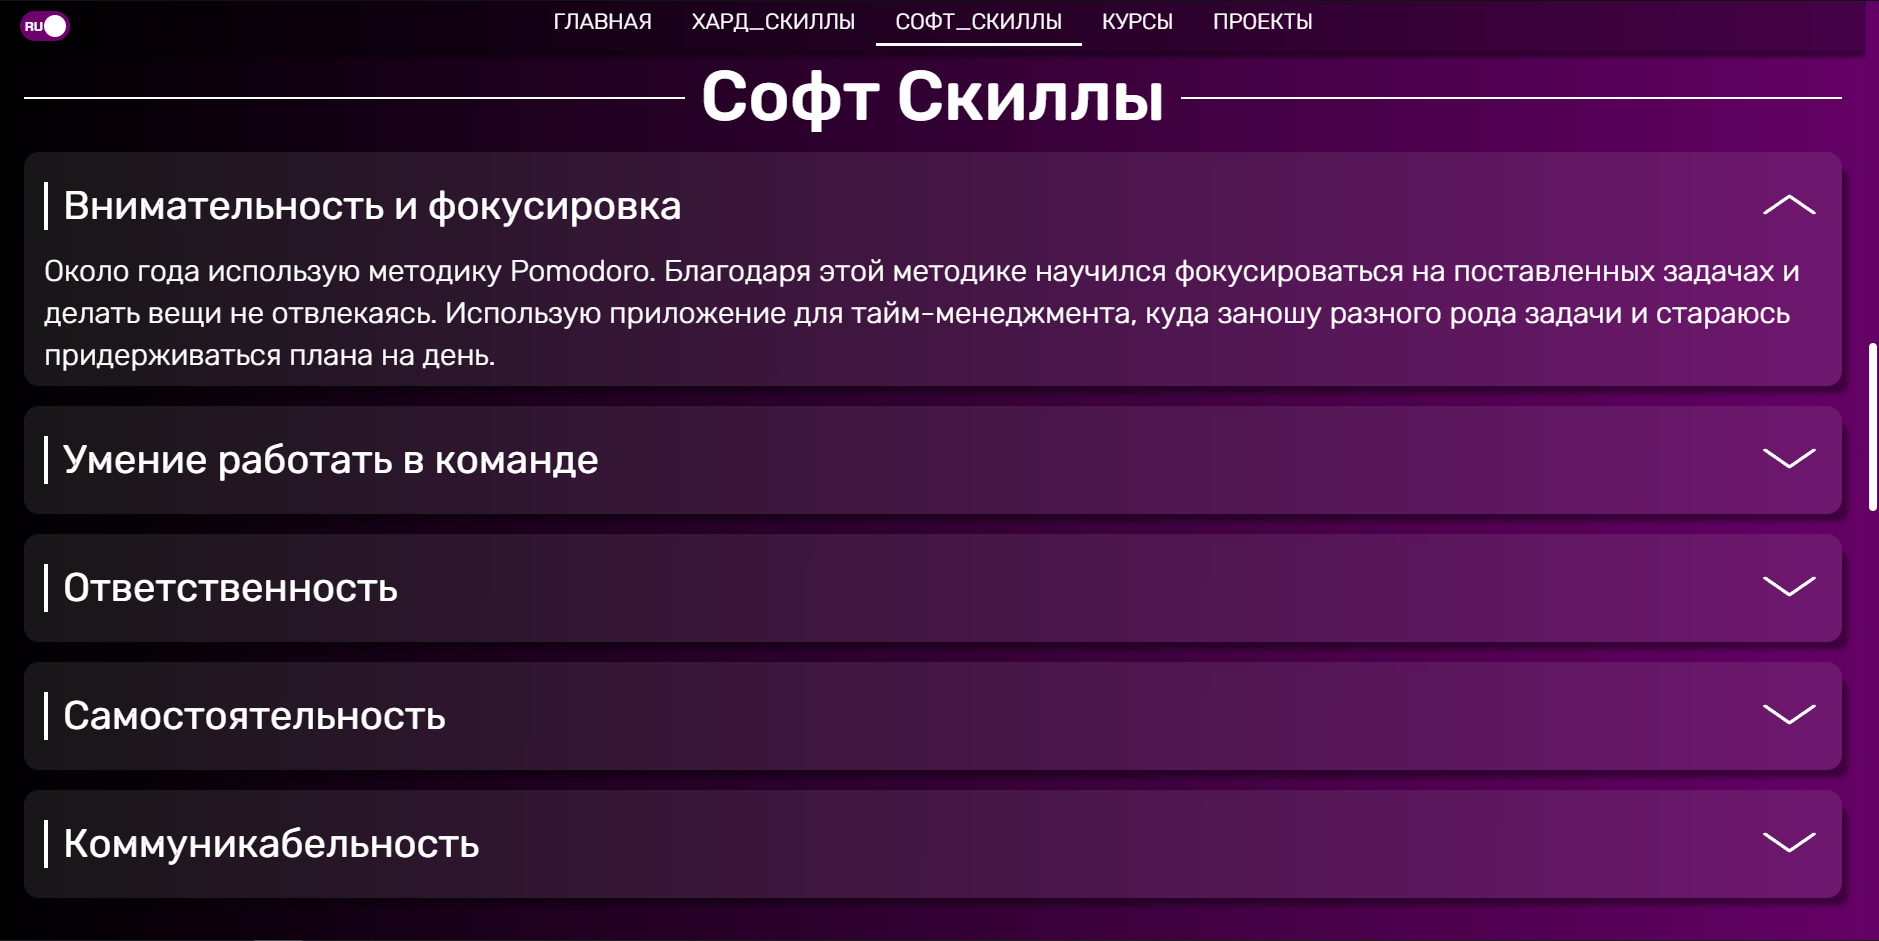 RU
ГЛАВНАЯ ХАРД_СКИЛЛЫ СОФТ_СКИЛЛЫ КУРСЫ ПРОЕКТЫ
Софт Скиллы
Внимательность и фокусировка
Около года использую методику Pomodoro. Благодаря этой методике научился фокусироваться на поставленных задачах и
делать вещи не отвлекаясь. Использую приложение для тайм-менеджмента, куда заношу разного рода задачи и стараюсь
придерживаться плана на день.
Умение работать в команде
Ответственность
Самостоятельность
Коммуникабельность